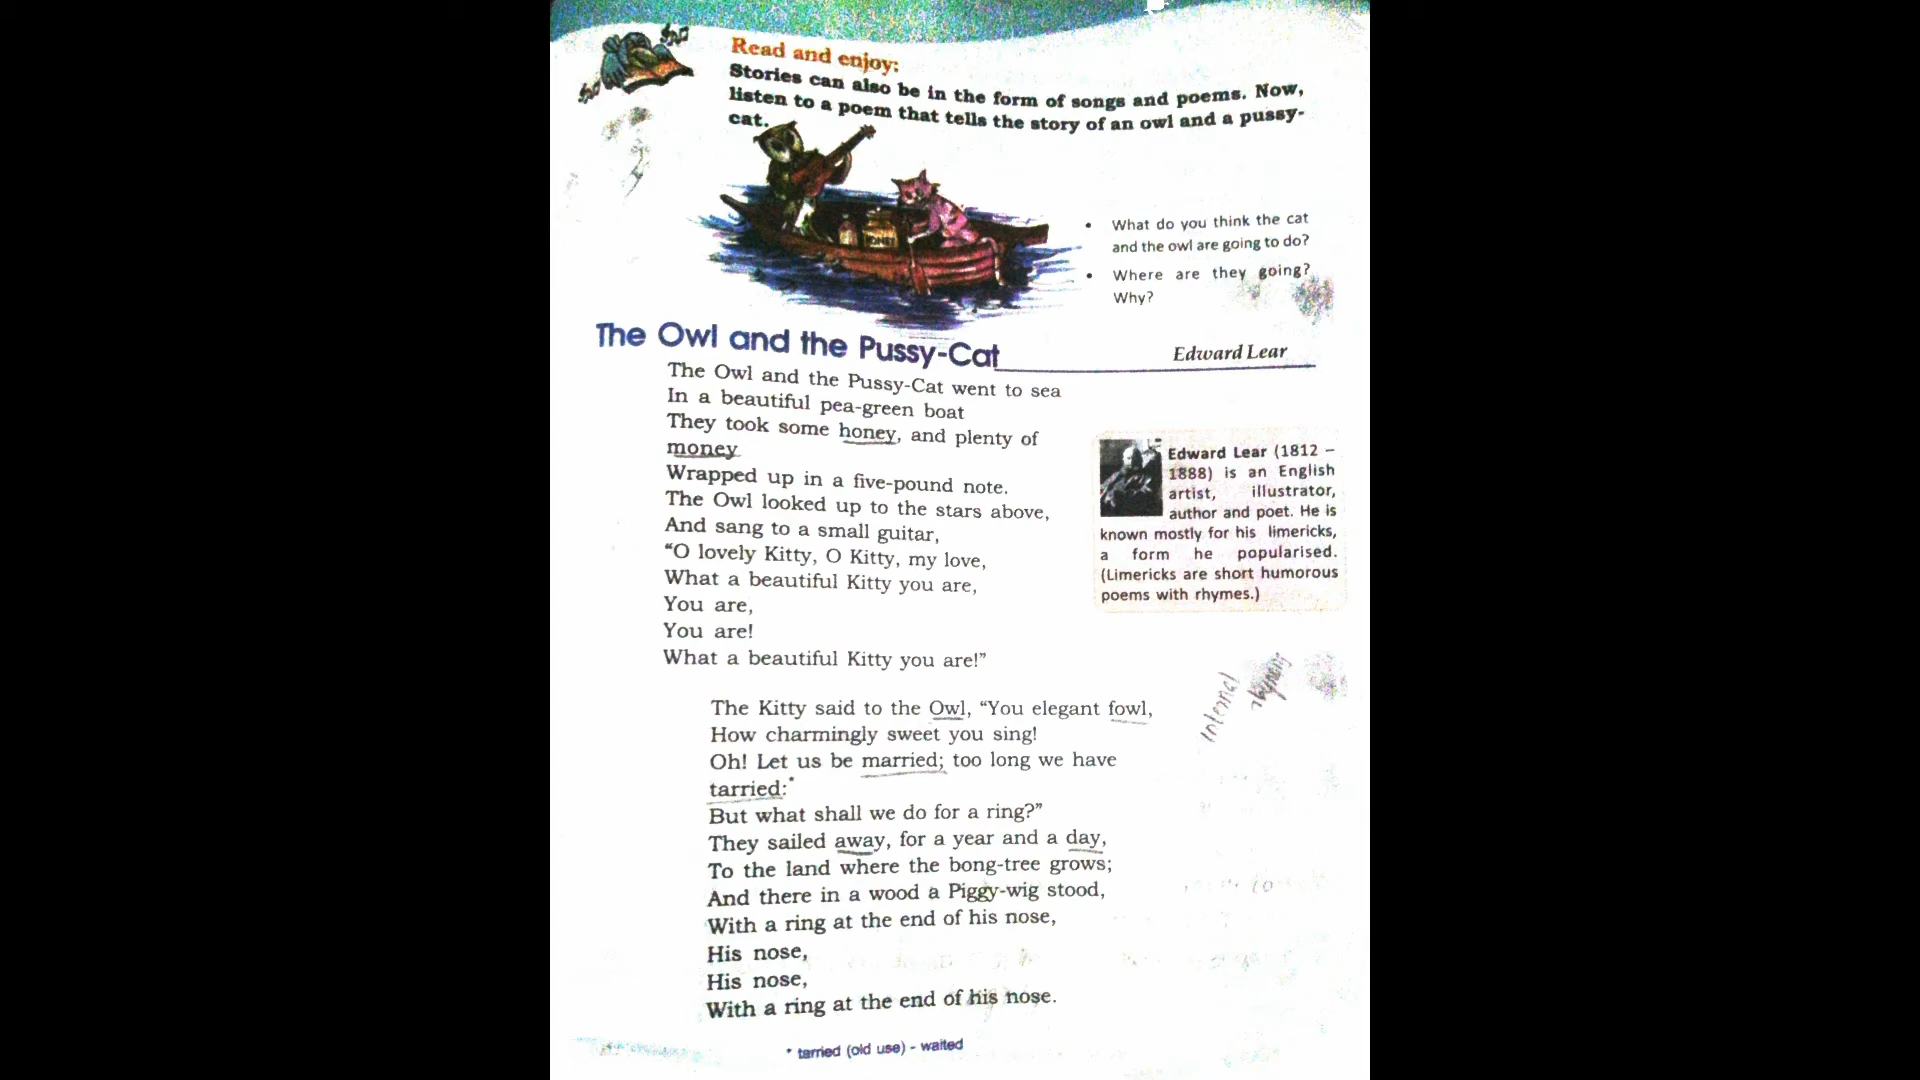 Read and enjoy:
Stories can also be in the form of songs and poems. Now,
listen to a poem that tells the story of an owl and a pussy-
cat.
HONEY
• What do you think the cat
and the owl are going to do?
• Where are they going?
Why?
The Owl and the Pussy-Cat
Edward Lear
The Owl and the Pussy-Cat went to sea
In a beautiful pea-green boat
They took some honey, and plenty of
money
Wrapped up in a five-pound note.
The Owl looked up to the stars above,
And sang to a small guitar,
“O lovely Kitty, O Kitty, my love,
What a beautiful Kitty you are,
You are,
You are!
What a beautiful Kitty you are!”
Edward Lear (1812 –
1888) is an English
artist, illustrator,
author and poet. He is
known mostly for his limericks,
a form he popularised.
(Limericks are short humorous
poems with rhymes.)
The Kitty said to the Owl, “You elegant fowl,
How charmingly sweet you sing!
Oh! Let us be married; too long we have
tarried:*
But what shall we do for a ring?”
They sailed away, for a year and a day,
To the land where the bong-tree grows;
And there in a wood a Piggy-wig stood,
With a ring at the end of his nose,
His nose,
His nose,
With a ring at the end of his nose.
Internal
* tarried (old use) - waited